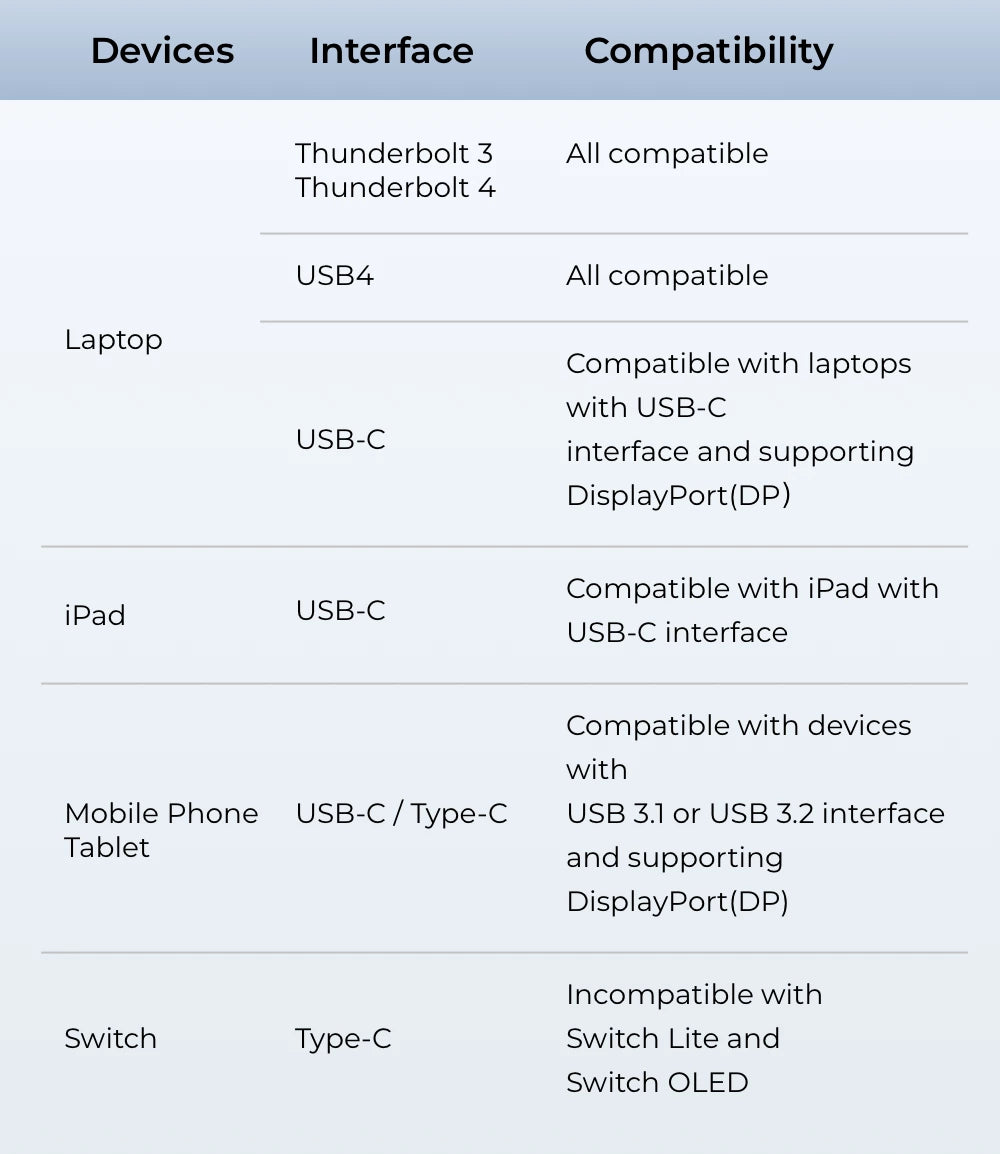 Devices Interface Compatibility
Thunderbolt 3 All compatible
Thunderbolt 4
USB4 All compatible
Laptop
Compatible with laptops
with USB-C
USB-C
interface and supporting
DisplayPort(DP)
Compatible with iPad with
iPad USB-C
USB-C interface
Compatible with devices
with
Mobile Phone USB-C / Type-C USB 3.1 or USB 3.2 interface
Tablet
and supporting
DisplayPort(DP)
Incompatible with
Switch Type-C Switch Lite and
Switch OLED